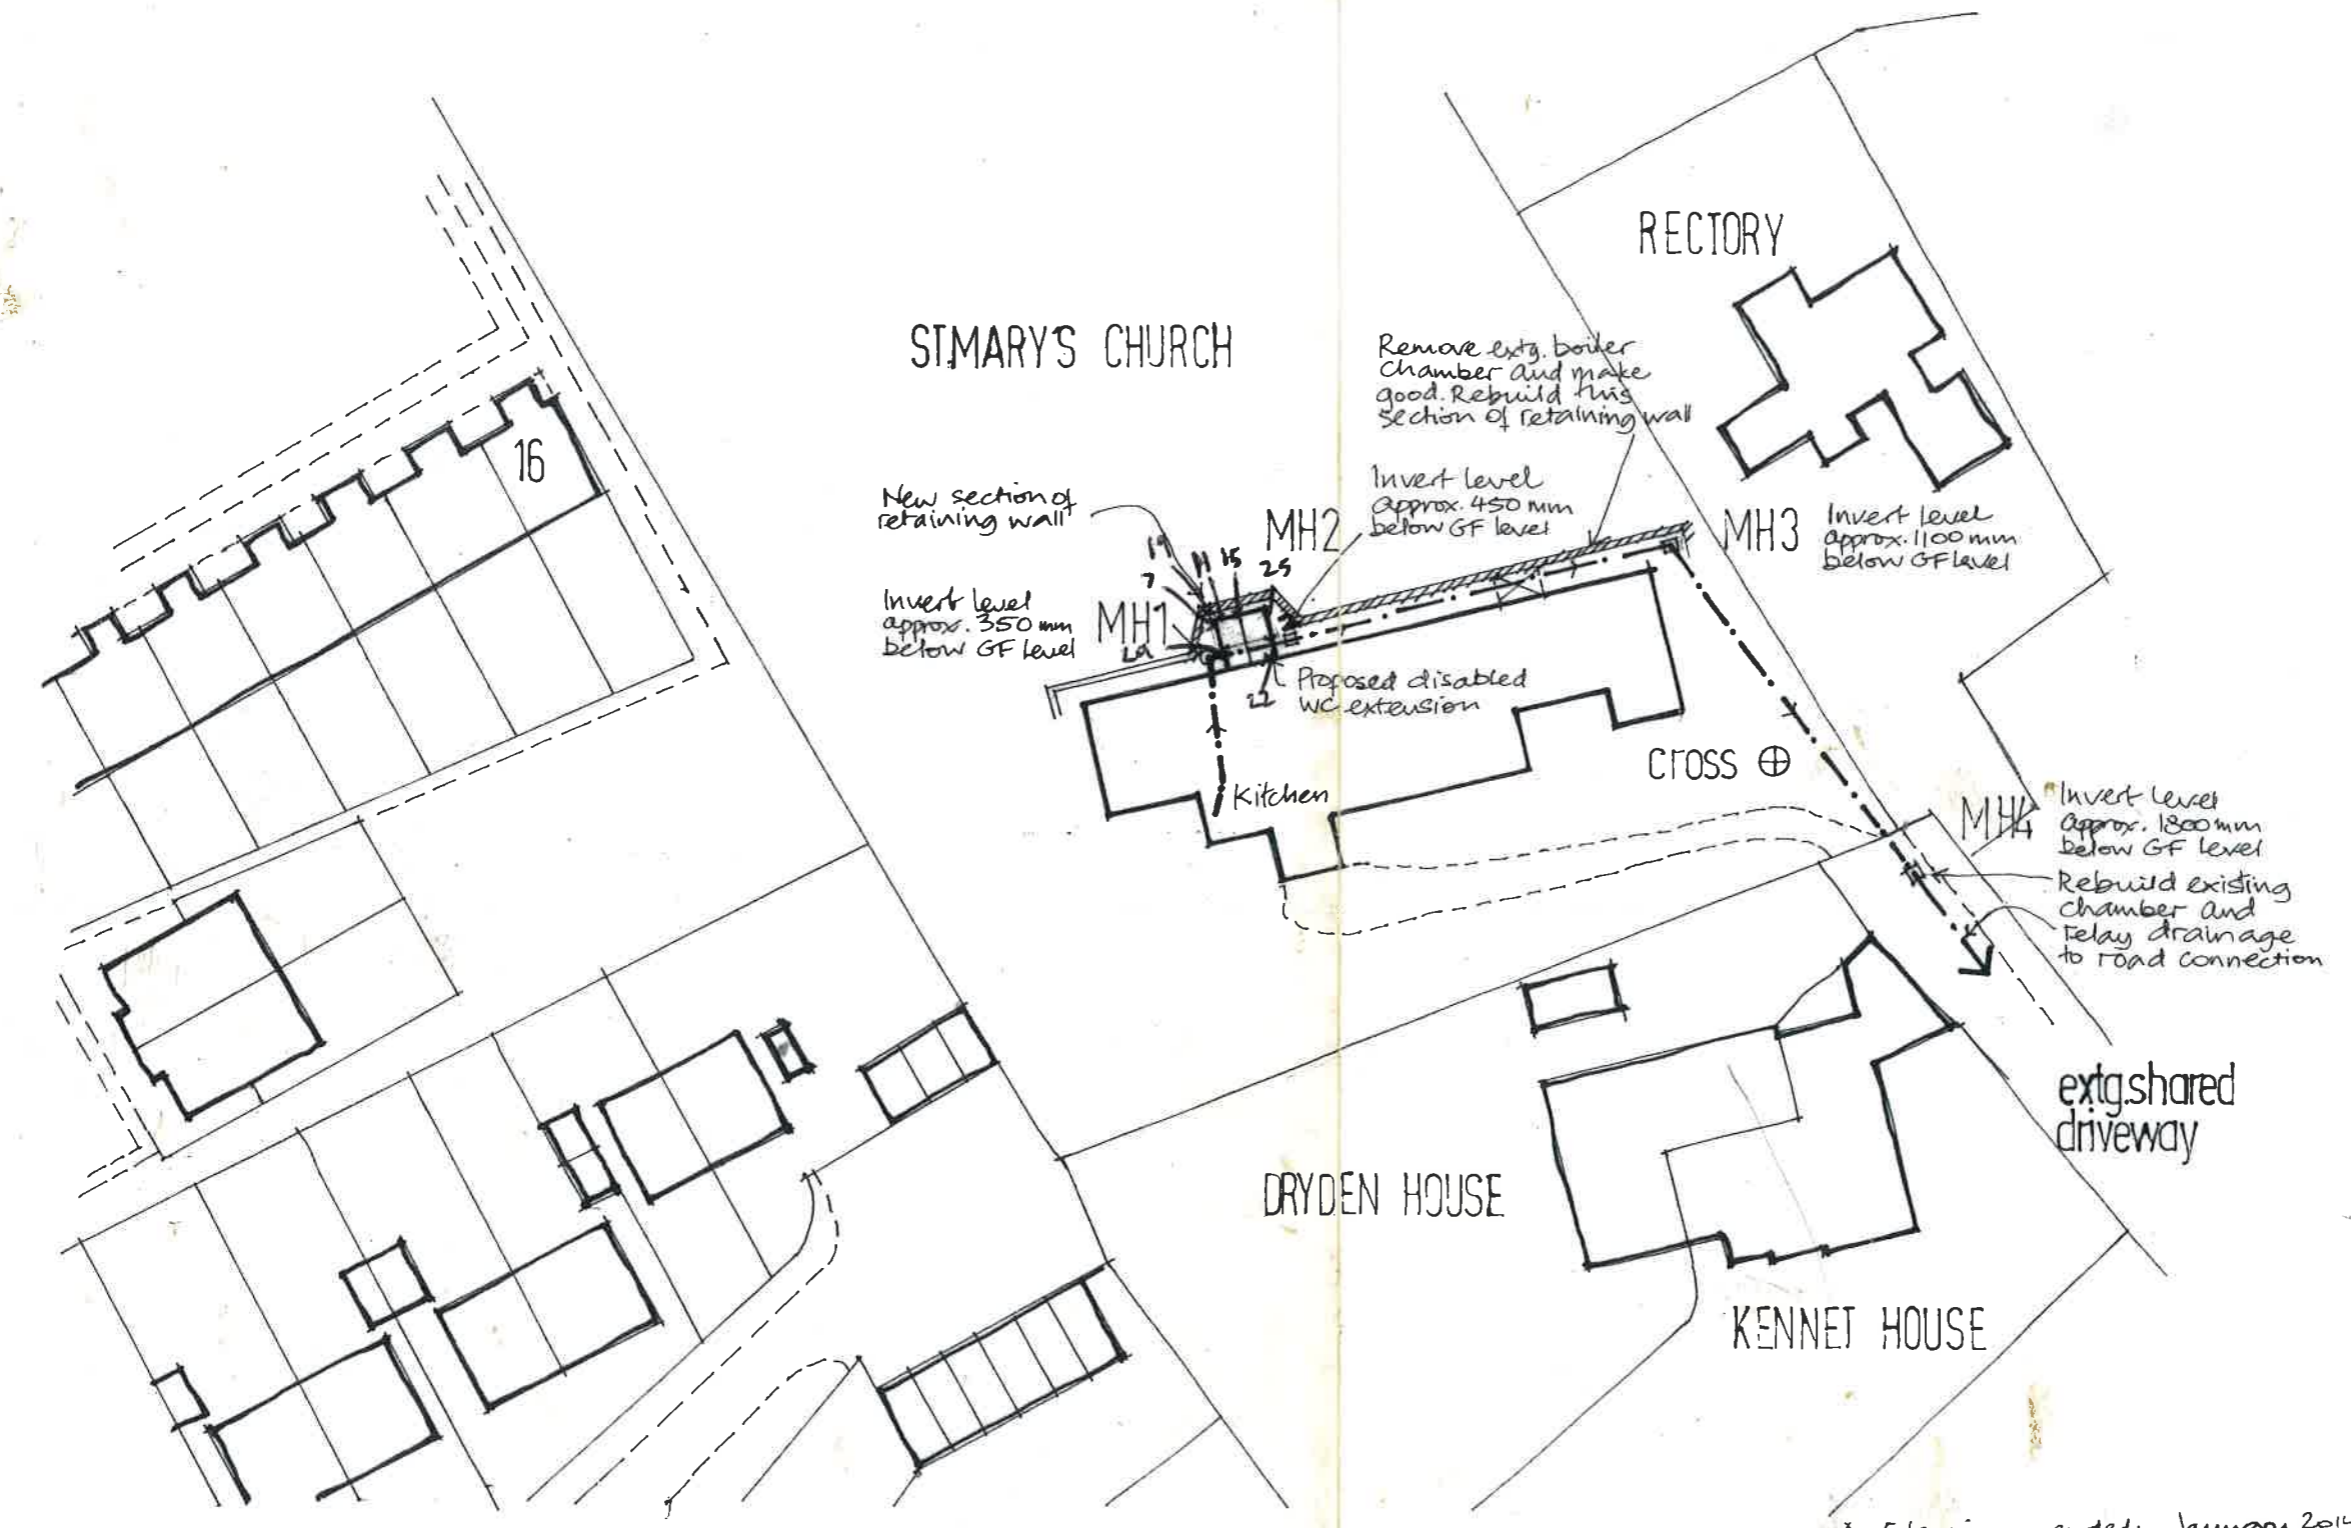 RECTORY
ST.MARY'S CHURCH
Remove extg. boiler
chamber and make
good. Rebuild this
section of retaining wall
16
New section of
retaining wall
Invert level
approx. 450 mm
below GF level
MH2
MH3
Invert level
approx. 1100 mm
below GF level
19
11
15
25
7
Invert level
approx. 350 mm
below GF level
MH1
22
Proposed disabled
WC extension
Kitchen
CROSS
MH4
Invert level
approx. 1300mm
below GF level
Rebuild existing
chamber and
relay drainage
to road connection
extg.shared
driveway
DRYDEN HOUSE
KENNET HOUSE
January